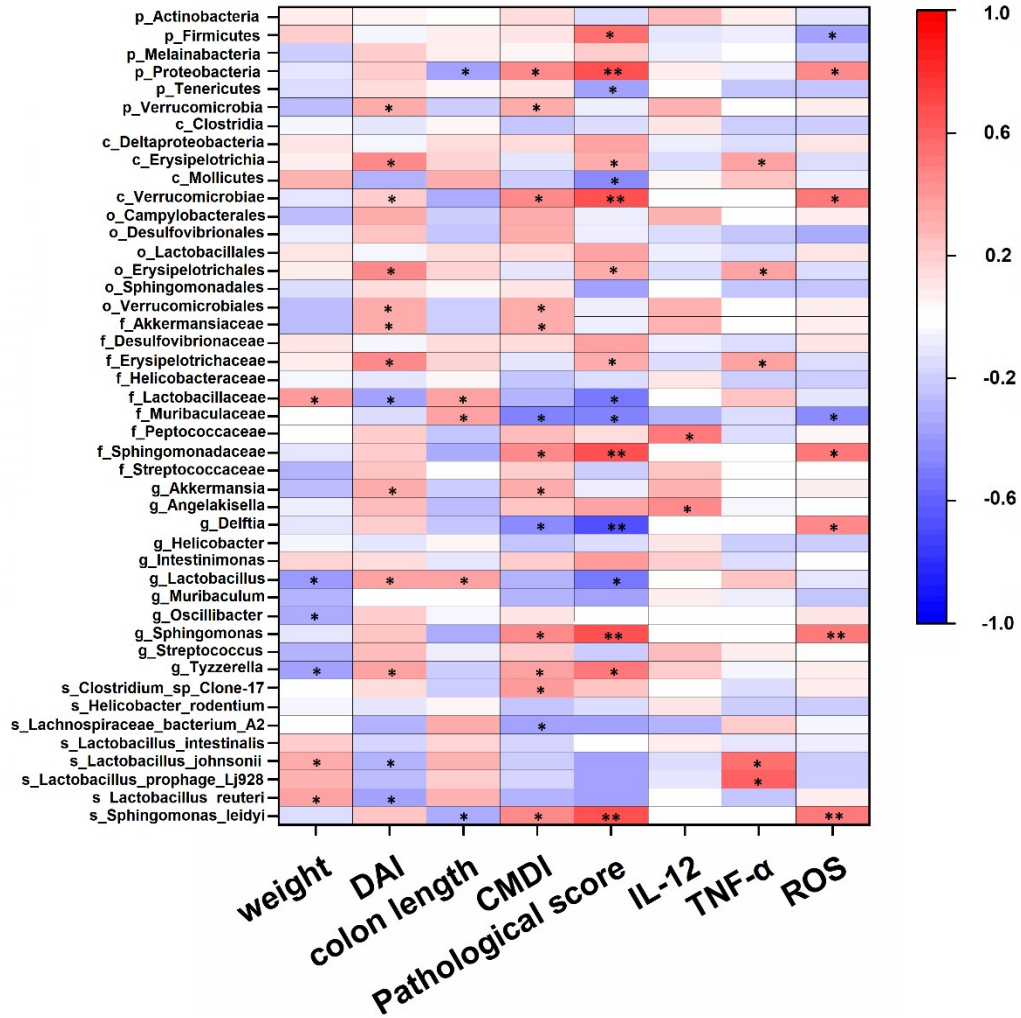 p_Actinobacteria
p_Firmicutes * *
p_Melainabacteria
p_Proteobacteria * * ** *
p_Tenericutes *
p_Verrucomicrobia * *
c_Clostridia
c_Deltaproteobacteria
c_Erysipelotrichia * * *
c_Mollicutes *
c_Verrucomicrobiae * * ** *
o_Campylobacterales
o_Desulfovibrionales
o_Lactobacillales
o_Erysipelotrichales * * *
o_Sphingomonadales
o_Verrucomicrobiales * *
f_Akkermansiaceae * *
f_Desulfovibrionaceae
f_Erysipelotrichaceae * * *
f_Helicobacteraceae
f_Lactobacillaceae * * * *
f_Muribaculaceae * * * *
f_Peptococcaceae *
f_Sphingomonadaceae * ** *
f_Streptococcaceae
g_Akkermansia * *
g_Angelakisella *
g_Delftia * ** *
g_Helicobacter
g_Intestinimonas
g_Lactobacillus * * * *
g_Muribaculum
g_Oscillibacter *
g_Sphingomonas * ** **
g_Streptococcus
g_Tyzzerella * * * *
s_Clostridium_sp_Clone-17 *
s_Helicobacter_rodentium
s_Lachnospiraceae_bacterium_A2 *
s_Lactobacillus_intestinalis
s_Lactobacillus_johnsonii * * *
s_Lactobacillus_prophage_Lj928 *
s_Lactobacillus_reuteri * *
s_Sphingomonas_leidyi * * ** **
weight
DAI
colon length
CMDI
Pathological score
IL-12
TNF-α
ROS
1.0
0.6
0.2
-0.2
-0.6
-1.0